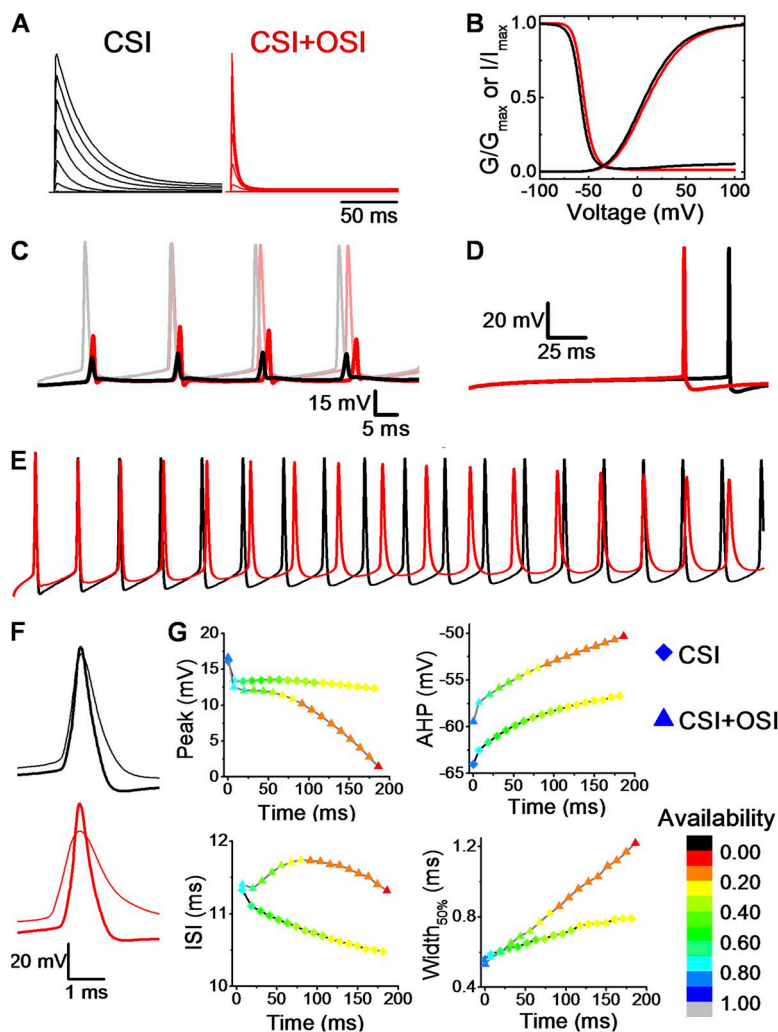 A
CSI
CSI+OSI
50 ms
B
G/Gmax or I/Imax
1.0
0.5
0.0
-100
-50
0
50
100
Voltage (mV)
C
15 mV
5 ms
D
20 mV
25 ms
E
F
20 mV
1 ms
G
Peak (mV)
20
15
10
5
0
0
50
100
150
200
Time (ms)
AHP (mV)
-50
-55
-60
-65
0
50
100
150
200
Time (ms)
CSI
CSI+OSI
ISI (ms)
12
11
10
0
50
100
150
200
Time (ms)
Width50% (ms)
1.2
0.8
0.4
0
50
100
150
200
Time (ms)
Availability
0.00
0.20
0.40
0.60
0.80
1.00